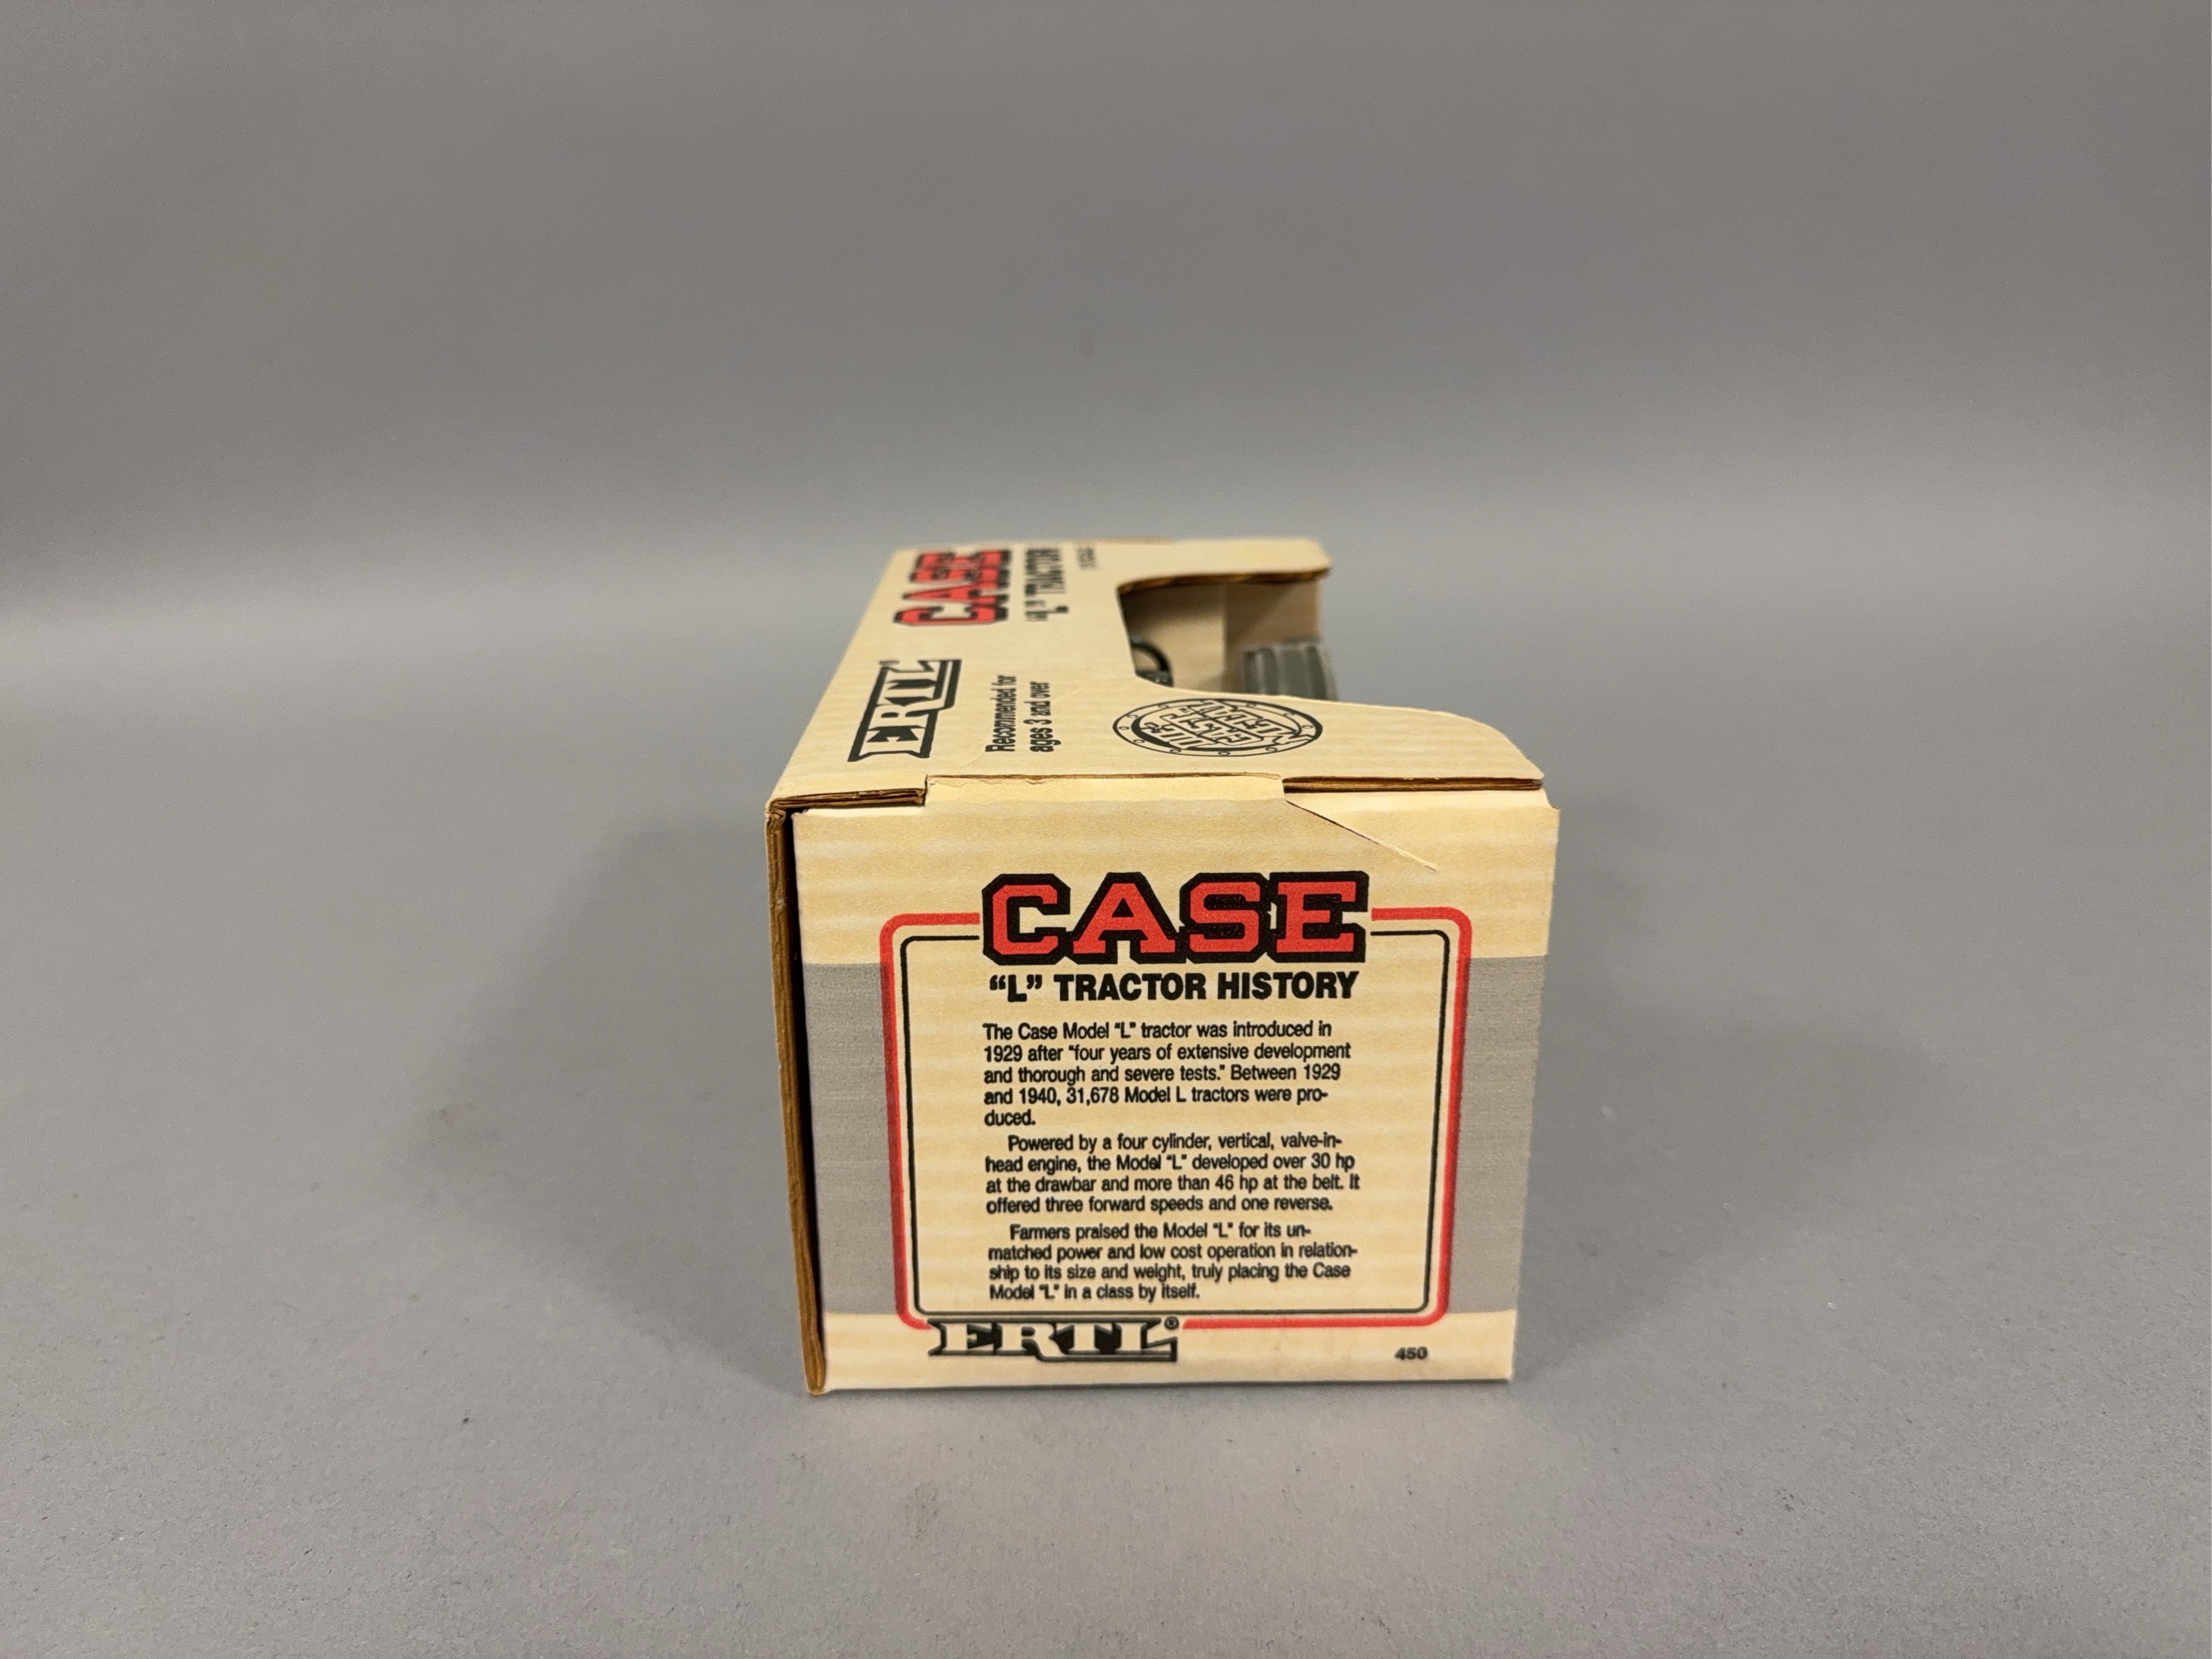 CASE
"L" TRACTOR
ERTL®
Recommended for
ages 3 and over
CASE
“L” TRACTOR HISTORY
The Case Model "L" tractor was introduced in
1929 after "four years of extensive development
and thorough and severe tests." Between 1929
and 1940, 31,678 Model L tractors were pro-
duced.
Powered by a four cylinder, vertical, valve-in-
head engine, the Model "L" developed over 30 hp
at the drawbar and more than 46 hp at the belt. It
offered three forward speeds and one reverse.
Farmers praised the Model "L" for its un-
matched power and low cost operation in relation-
ship to its size and weight, truly placing the Case
Model "L" in a class by itself.
ERTL®
450